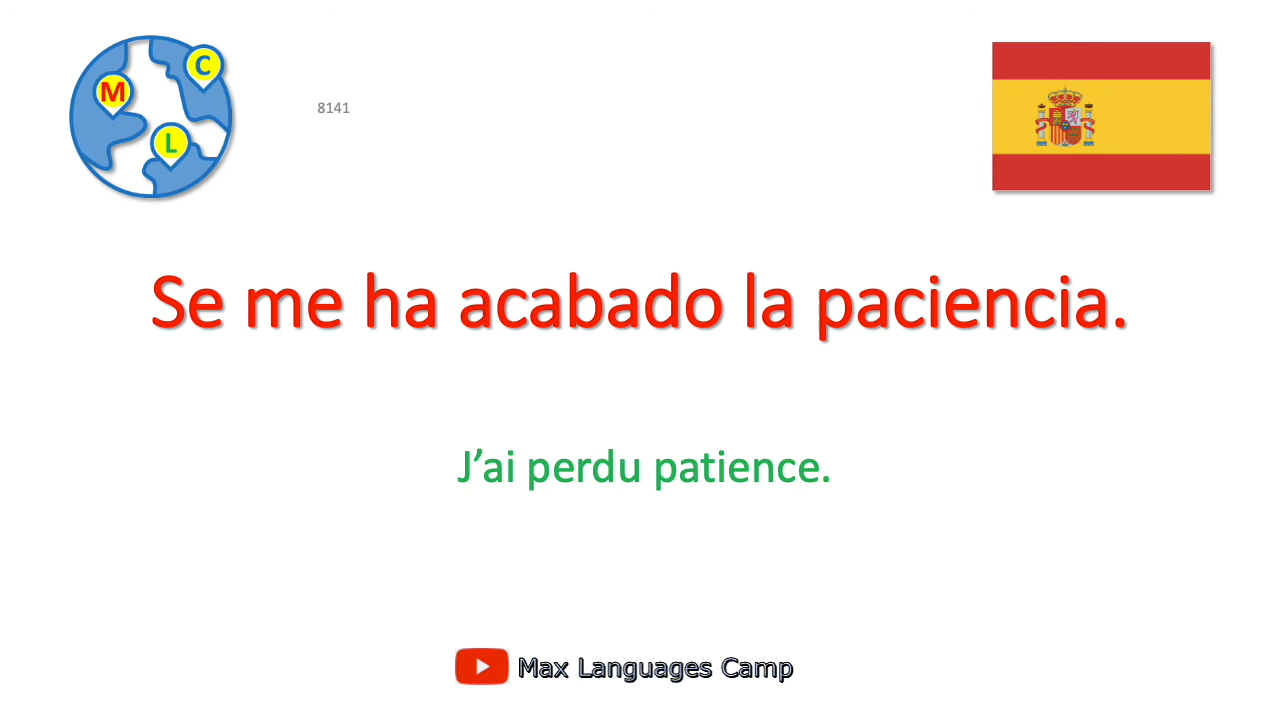 C
M
8141
L
Se me ha acabado la paciencia.
J’ai perdu patience.
Max Languages Camp